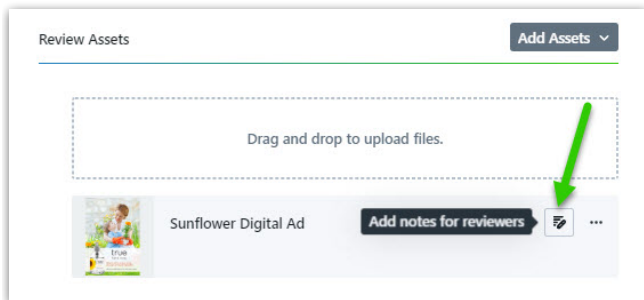 Review Assets
Add Assets
Drag and drop to upload files.
Sunflower Digital Ad
Add notes for reviewers
true